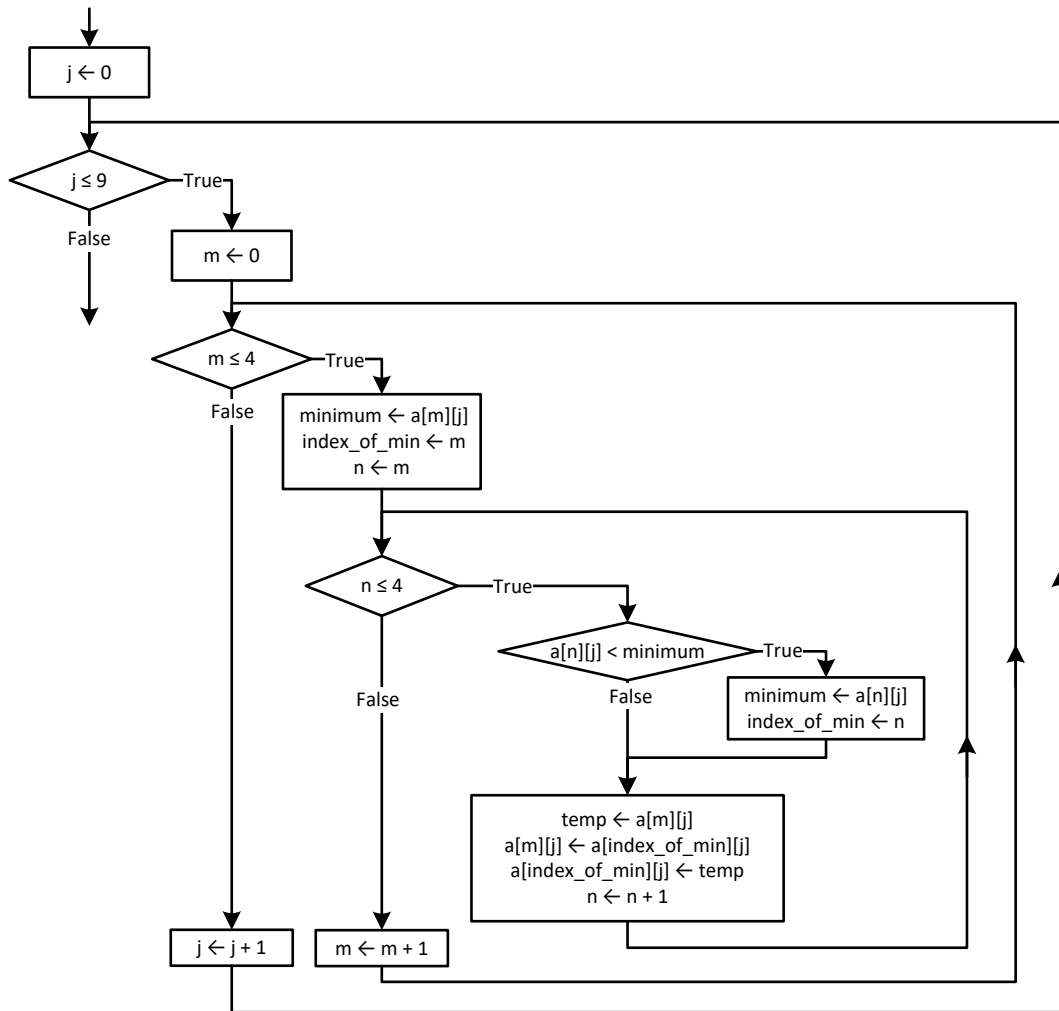 j ← 0
j ≤ 9
True
False
m ← 0
m ≤ 4
True
False
minimum ← a[m][j]
index_of_min ← m
n ← m
n ≤ 4
True
False
a[n][j] < minimum
True
False
minimum ← a[n][j]
index_of_min ← n
temp ← a[m][j]
a[m][j] ← a[index_of_min][j]
a[index_of_min][j] ← temp
n ← n + 1
j ← j + 1
m ← m + 1